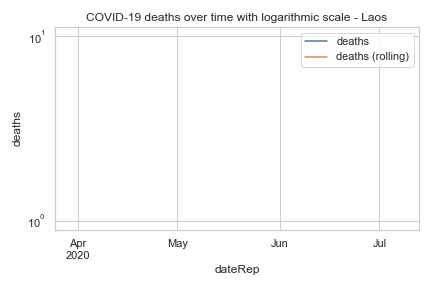 COVID-19 deaths over time with logarithmic scale - Laos
deaths
deaths (rolling)
10¹
deaths
10⁰
Apr
2020
May
Jun
Jul
dateRep